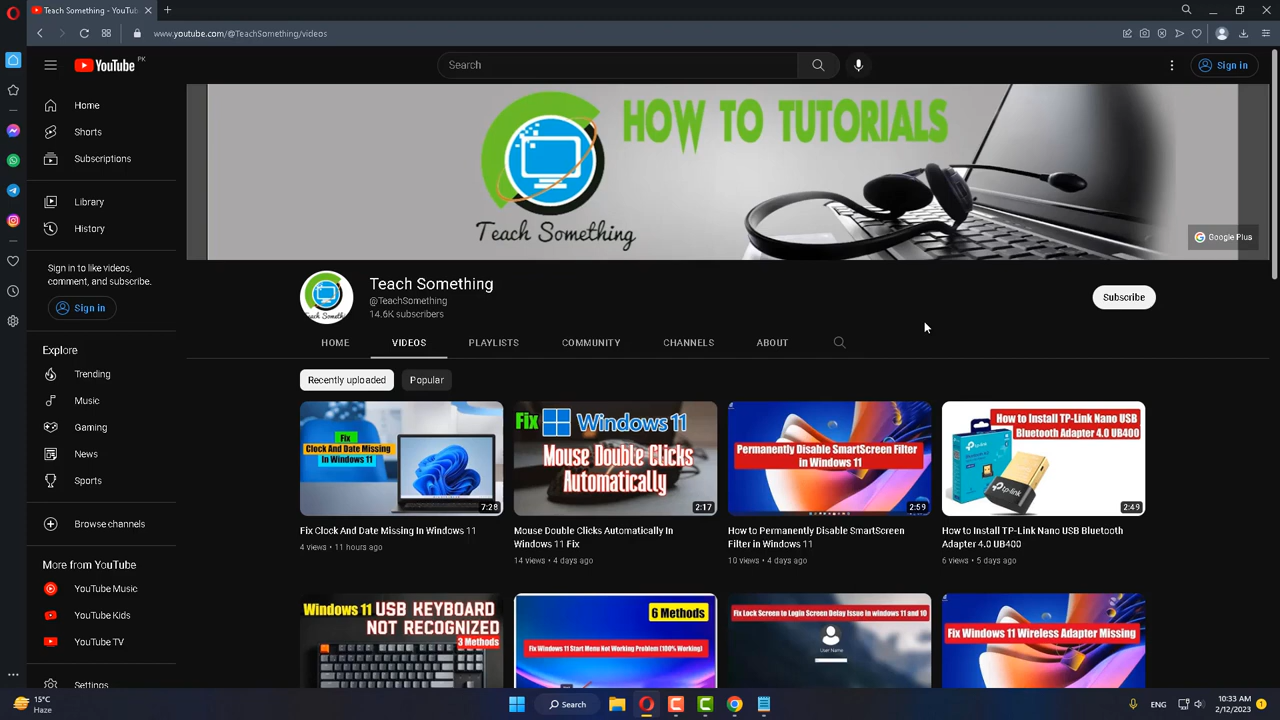 Teach Something - YouTub
www.youtube.com/@TeachSomething/videos
YouTube PK
Search
Sign in
Home
Shorts
Subscriptions
Library
History
Sign in to like videos,
comment, and subscribe.
Sign in
Explore
Trending
Music
Gaming
News
Sports
Browse channels
More from YouTube
YouTube Music
YouTube Kids
YouTube TV
Settings
HOW TO TUTORIALS
Teach Something
Google Plus
Teach Something
@TeachSomething
14.6K subscribers
Subscribe
HOME
VIDEOS
PLAYLISTS
COMMUNITY
CHANNELS
ABOUT
Recently uploaded
Popular
Fix
Clock And Date Missing
In Windows 11
7:28
Fix Clock And Date Missing In Windows 11
4 views • 11 hours ago
Fix Windows 11
Mouse Double Clicks
Automatically
2:17
Mouse Double Clicks Automatically In
Windows 11 Fix
14 views • 4 days ago
Permanently Disable SmartScreen Filter
in Windows 11
2:59
How to Permanently Disable SmartScreen
Filter in Windows 11
10 views • 4 days ago
How to Install TP-Link Nano USB
Bluetooth Adapter 4.0 UB400
tp-link
tp-link
2:49
How to Install TP-Link Nano USB Bluetooth
Adapter 4.0 UB400
6 views • 5 days ago
Windows 11 USB KEYBOARD
NOT RECOGNIZED
3 Methods
6 Methods
Fix Windows 11 Start Menu Not Working Problem (100% Working)
Fix Lock Screen to Login Screen Delay Issue in windows 11 and 10
User Name
Fix Windows 11 Wireless Adapter Missing
15°C
Haze
Search
ENG
10:33 AM
2/12/2023
1